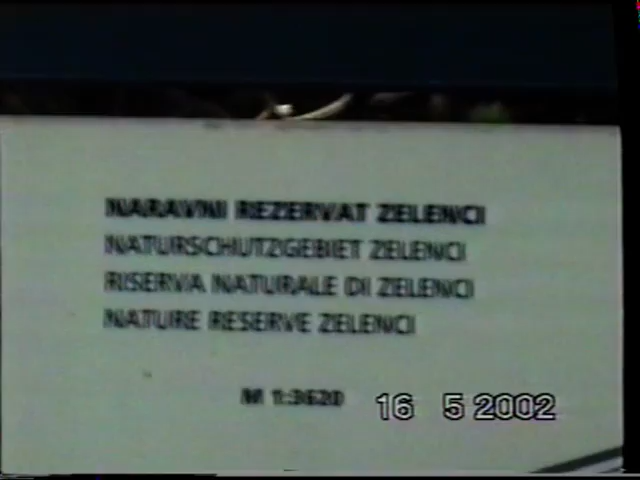 NARAVNI REZERVAT ZELENCI
NATURSCHUTZGEBIET ZELENCI
RISERVA NATURALE DI ZELENCI
NATURE RESERVE ZELENCI
M 1:3620
16 5 2002